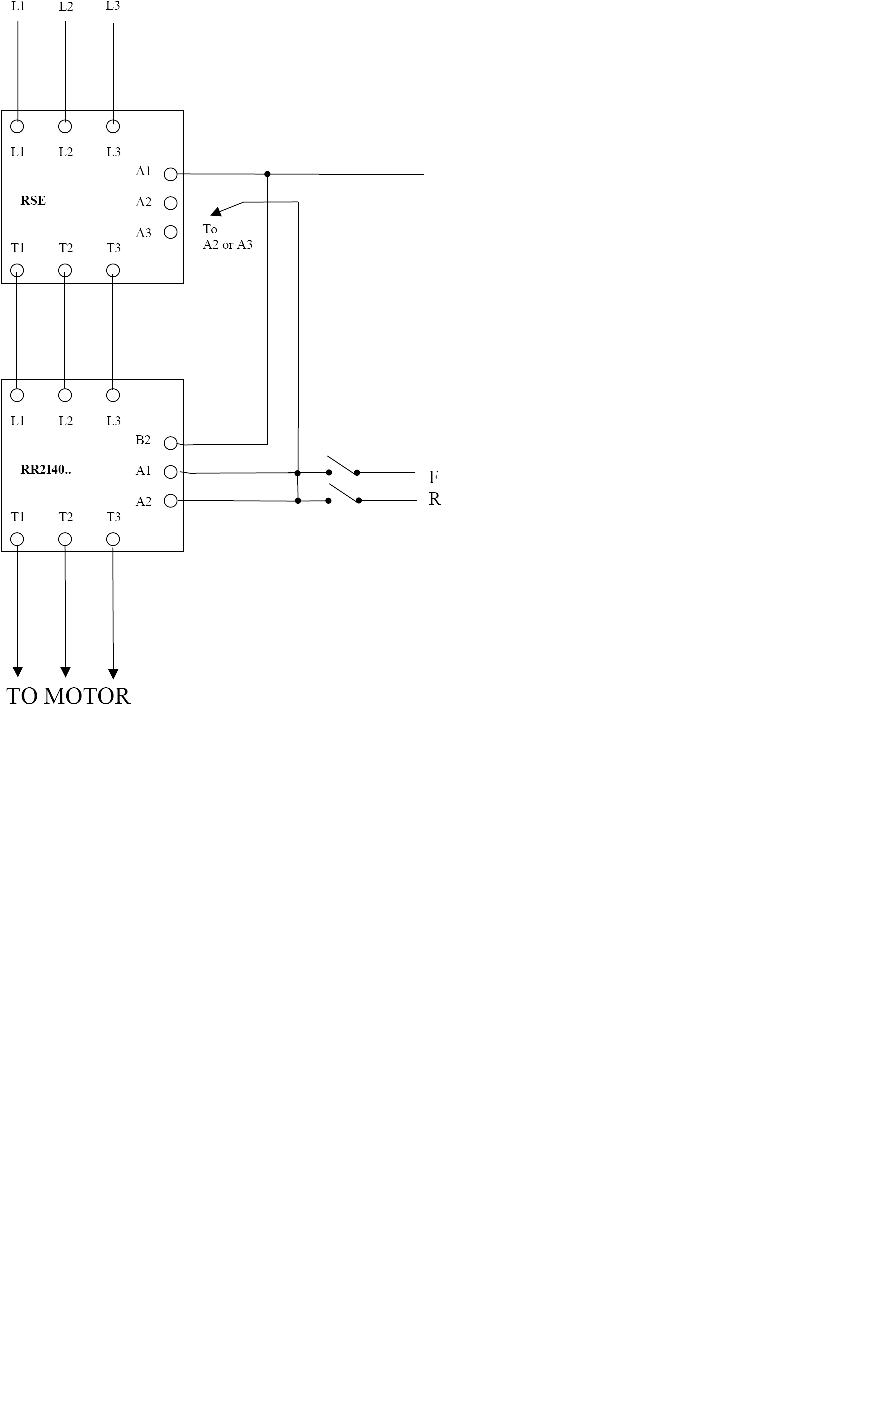 L1 L2 L3
L1 L2 L3
A1
RSE
A2
A3
To
A2 or A3
T1 T2 T3
L1 L2 L3
B2
RR2140..
A1
F
A2
R
T1 T2 T3
TO MOTOR